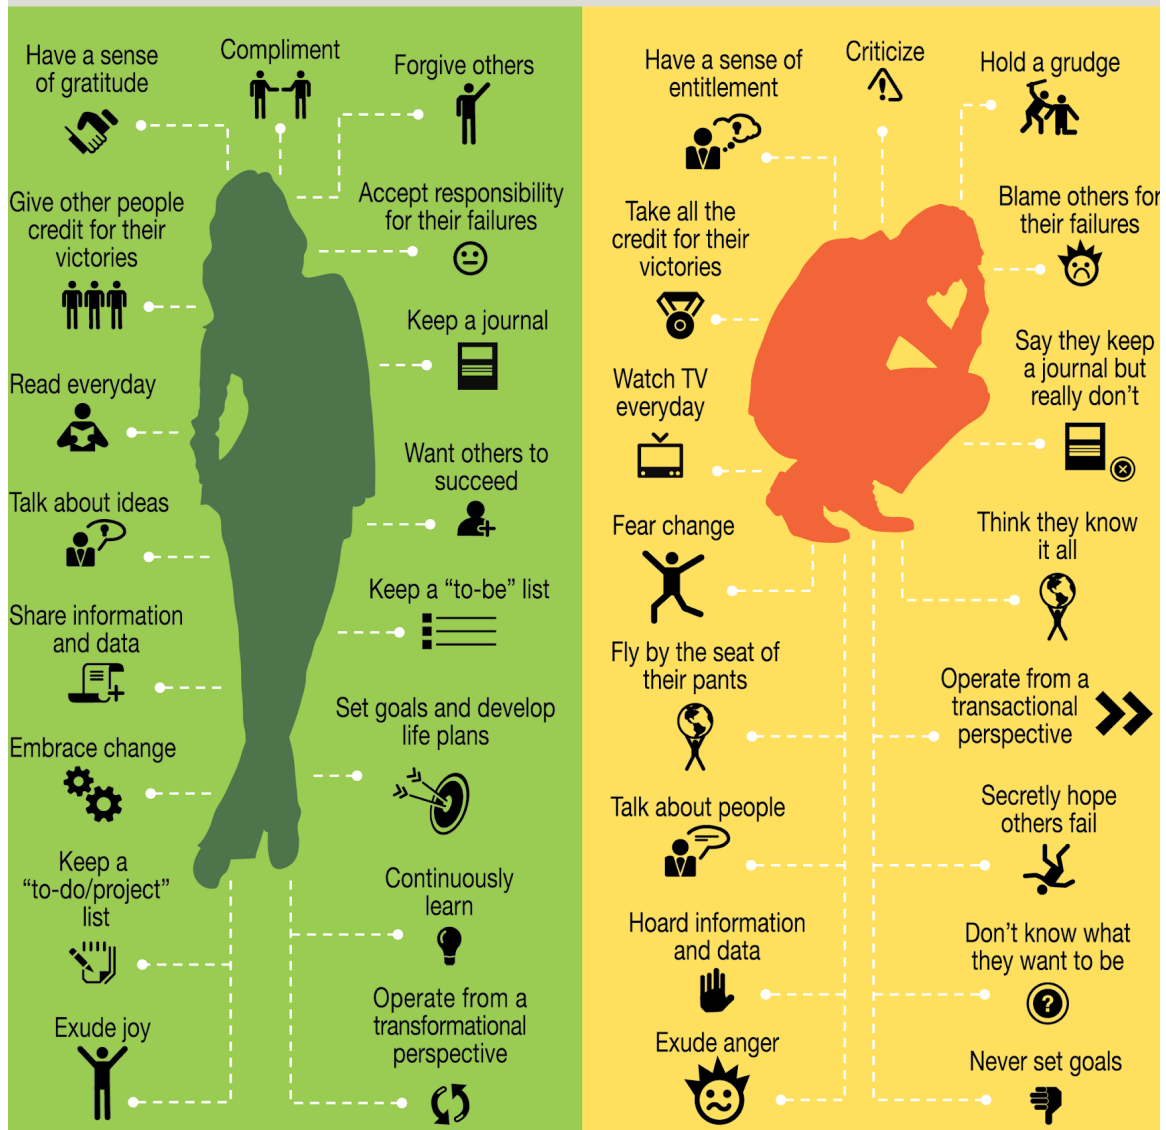 Have a sense
of gratitude
Compliment
Forgive others
Give other people
credit for their
victories
Accept responsibility
for their failures
Keep a journal
Read everyday
Want others to
succeed
Talk about ideas
Keep a “to-be” list
Share information
and data
Set goals and develop
life plans
Embrace change
Keep a
“to-do/project”
list
Continuously
learn
Operate from a
transformational
perspective
Exude joy
Have a sense of
entitlement
Criticize
Hold a grudge
Take all the
credit for their
victories
Blame others for
their failures
Watch TV
everyday
Say they keep
a journal but
really don’t
Fear change
Think they know
it all
Fly by the seat of
their pants
Operate from a
transactional
perspective
Talk about people
Secretly hope
others fail
Hoard information
and data
Don’t know what
they want to be
?
Exude anger
Never set goals